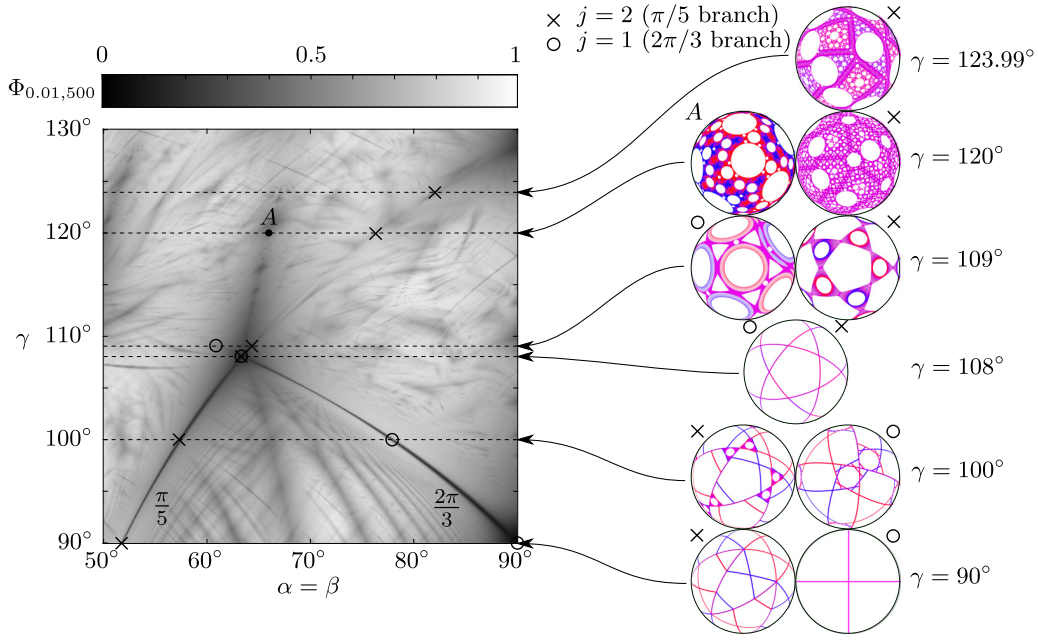 0 0.5 1
Φ0.01,500
× j = 2 (π/5 branch)
○ j = 1 (2π/3 branch)
130°
120°
110°
100°
90°
γ
A
π/5
2π/3
50° 60° 70° 80° 90°
α = β
× γ = 123.99°
A × γ = 120°
○ × γ = 109°
○ × γ = 108°
× ○ γ = 100°
× ○ γ = 90°